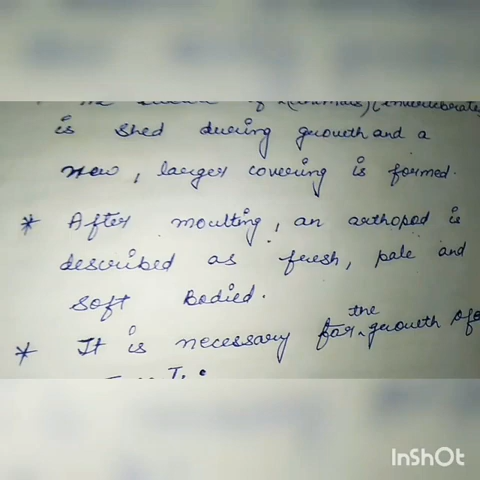 is shed during growth and a
new, larger covering is formed.
* After moulting, an arthopod is
described as fresh, pale and
soft bodied.
* It is necessary for the growth of
InShOt